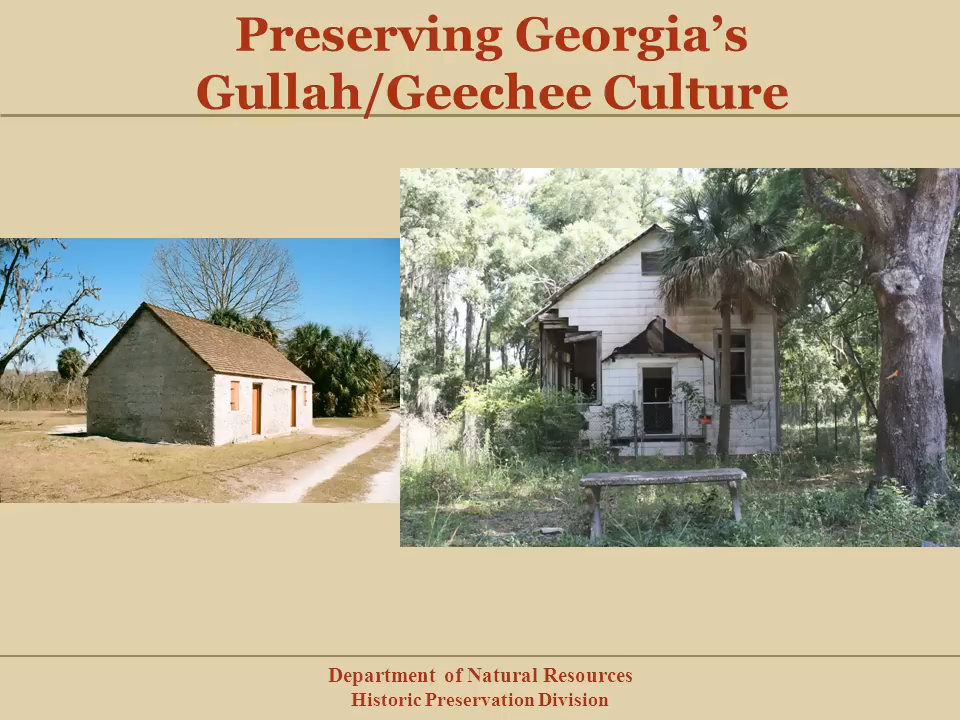 Preserving Georgia’s
Gullah/Geechee Culture
Department of Natural Resources
Historic Preservation Division